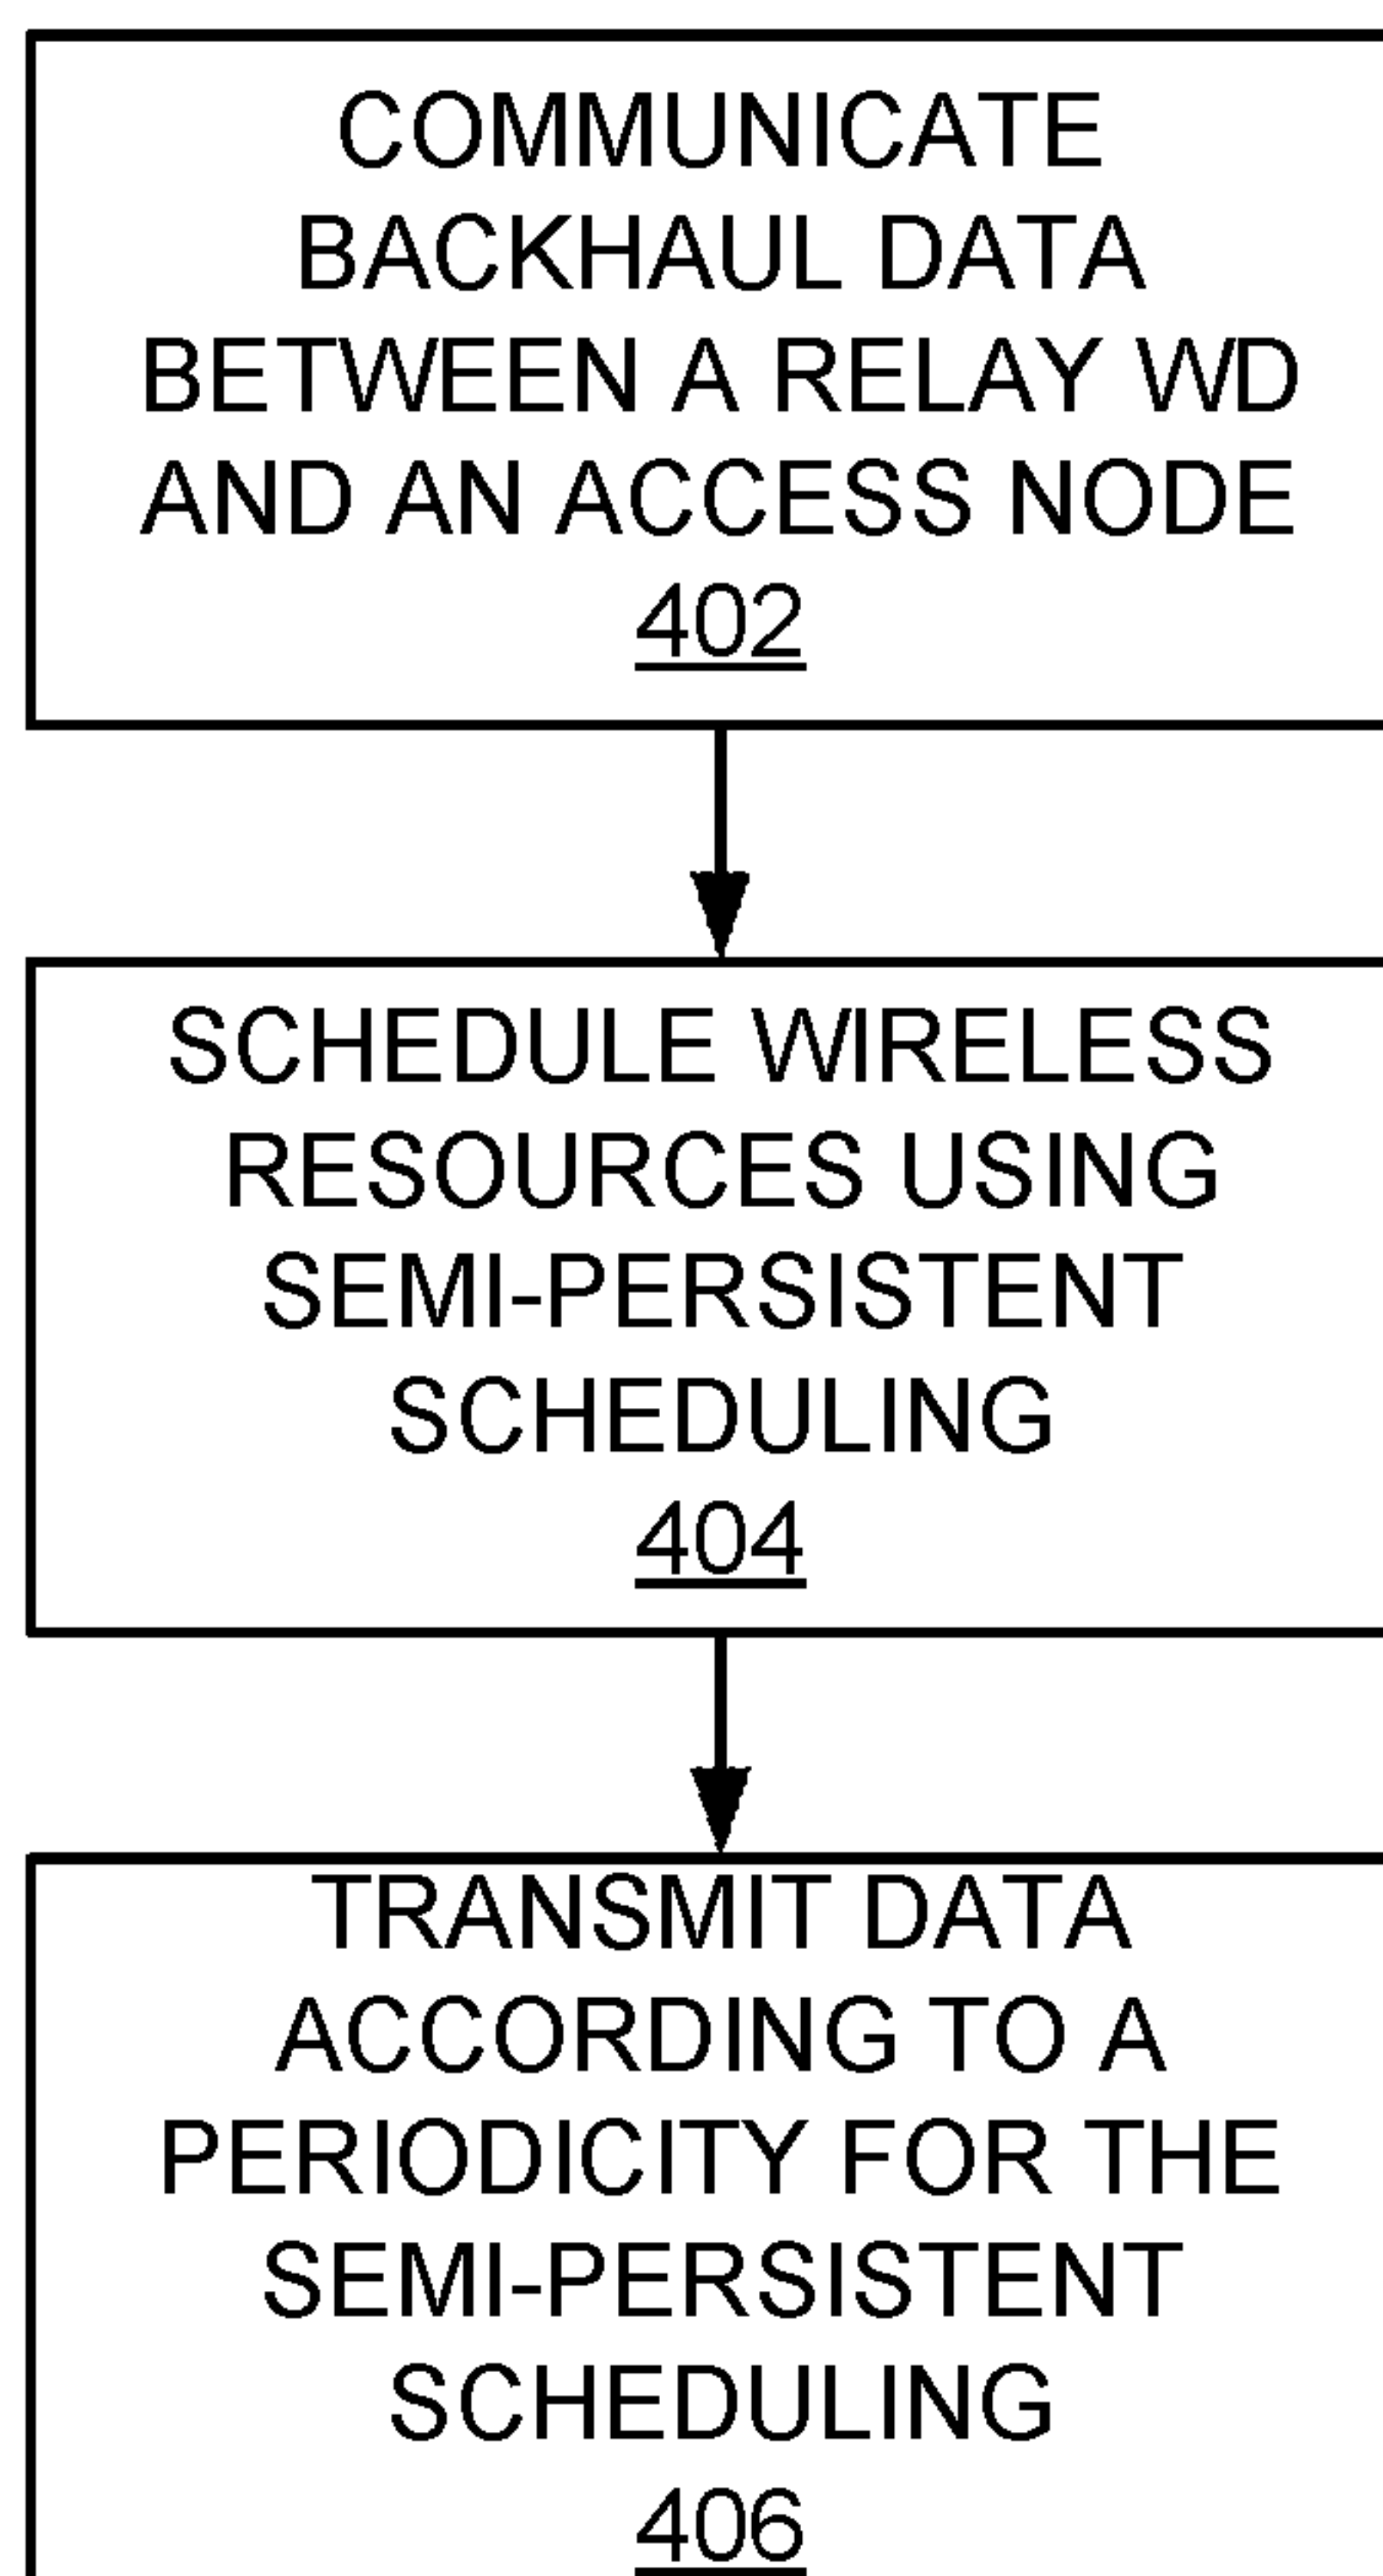 COMMUNICATE
BACKHAUL DATA
BETWEEN A RELAY WD
AND AN ACCESS NODE
402
SCHEDULE WIRELESS
RESOURCES USING
SEMI-PERSISTENT
SCHEDULING
404
TRANSMIT DATA
ACCORDING TO A
PERIODICITY FOR THE
SEMI-PERSISTENT
SCHEDULING
406